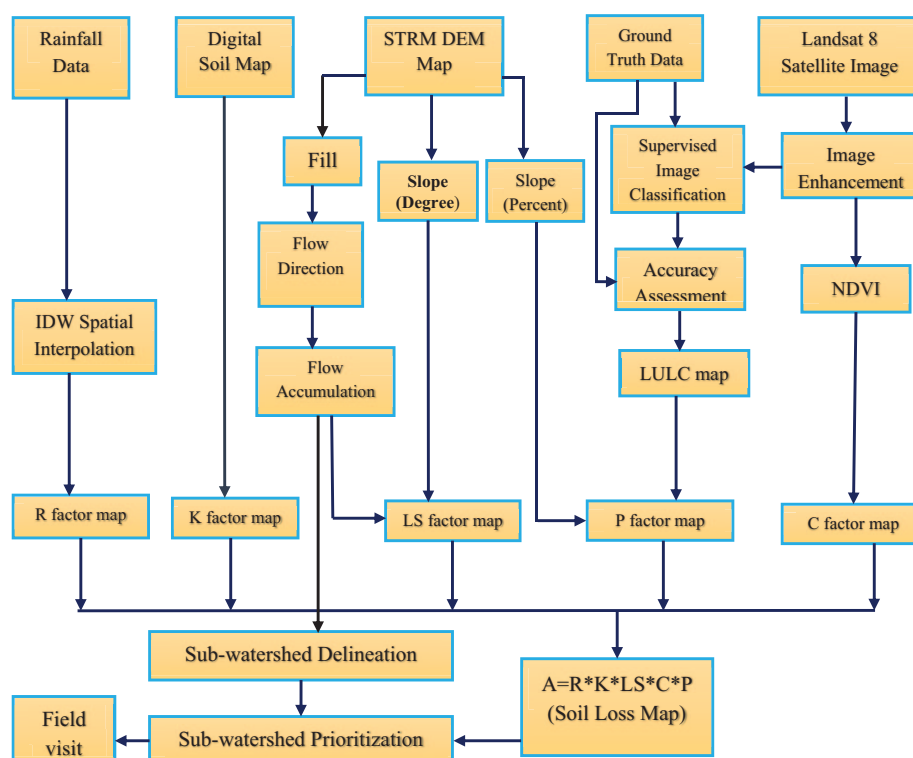 Rainfall
Data
Digital
Soil Map
STRM DEM
Map
Ground
Truth Data
Landsat 8
Satellite Image
Fill
Slope
(Degree)
Slope
(Percent)
Supervised
Image
Classification
Image
Enhancement
Flow
Direction
Accuracy
Assessment
NDVI
IDW Spatial
Interpolation
Flow
Accumulation
LULC map
R factor map
K factor map
LS factor map
P factor map
C factor map
Sub-watershed Delineation
A=R*K*LS*C*P
(Soil Loss Map)
Field
visit
Sub-watershed Prioritization